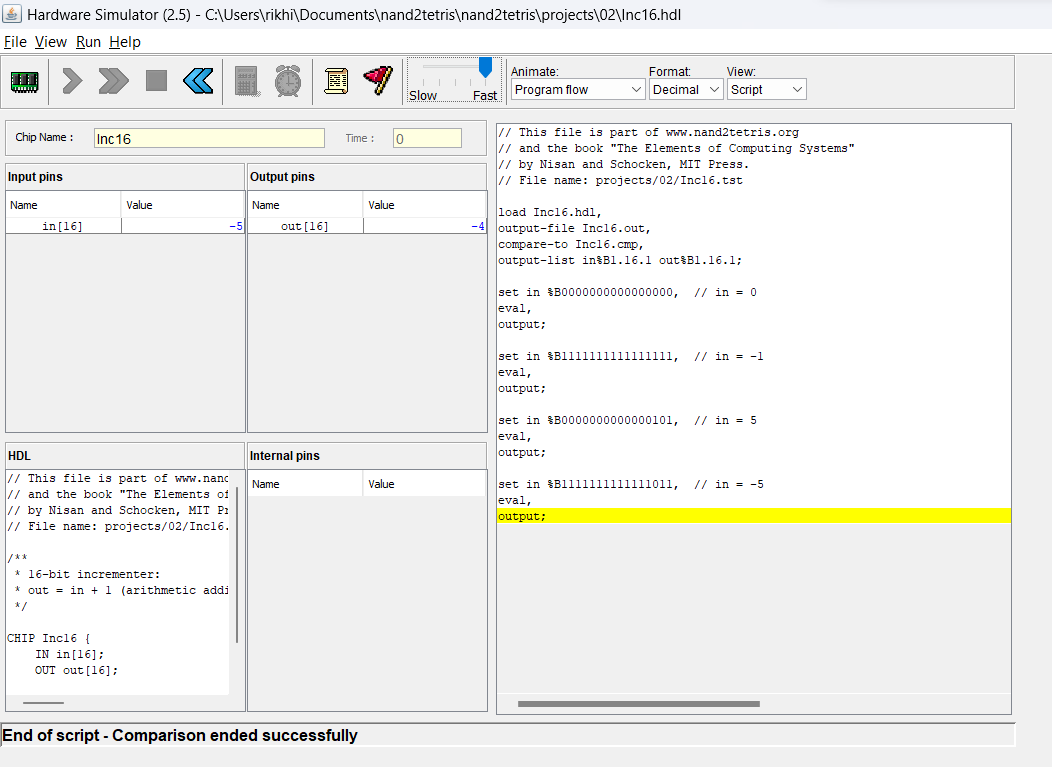 Hardware Simulator (2.5) - C:\Users\rikhi\Documents\nand2tetris\nand2tetris\projects\02\Inc16.hdl
File View Run Help
Slow Fast
Animate: Format: View:
Program flow Decimal Script
Chip Name : Inc16 Time : 0
Input pins
Name Value
in[16] -5
Output pins
Name Value
out[16] -4
HDL
// This file is part of www.nand
// and the book "The Elements of
// by Nisan and Schocken, MIT Pr
// File name: projects/02/Inc16.
/**
* 16-bit incrementer:
* out = in + 1 (arithmetic addi
*/
CHIP Inc16 {
IN in[16];
OUT out[16];
Internal pins
Name Value
// This file is part of www.nand2tetris.org
// and the book "The Elements of Computing Systems"
// by Nisan and Schocken, MIT Press.
// File name: projects/02/Inc16.tst
load Inc16.hdl,
output-file Inc16.out,
compare-to Inc16.cmp,
output-list in%B1.16.1 out%B1.16.1;
set in %B0000000000000000,  // in = 0
eval,
output;
set in %B1111111111111111,  // in = -1
eval,
output;
set in %B0000000000000101,  // in = 5
eval,
output;
set in %B1111111111111011,  // in = -5
eval,
output;
End of script - Comparison ended successfully